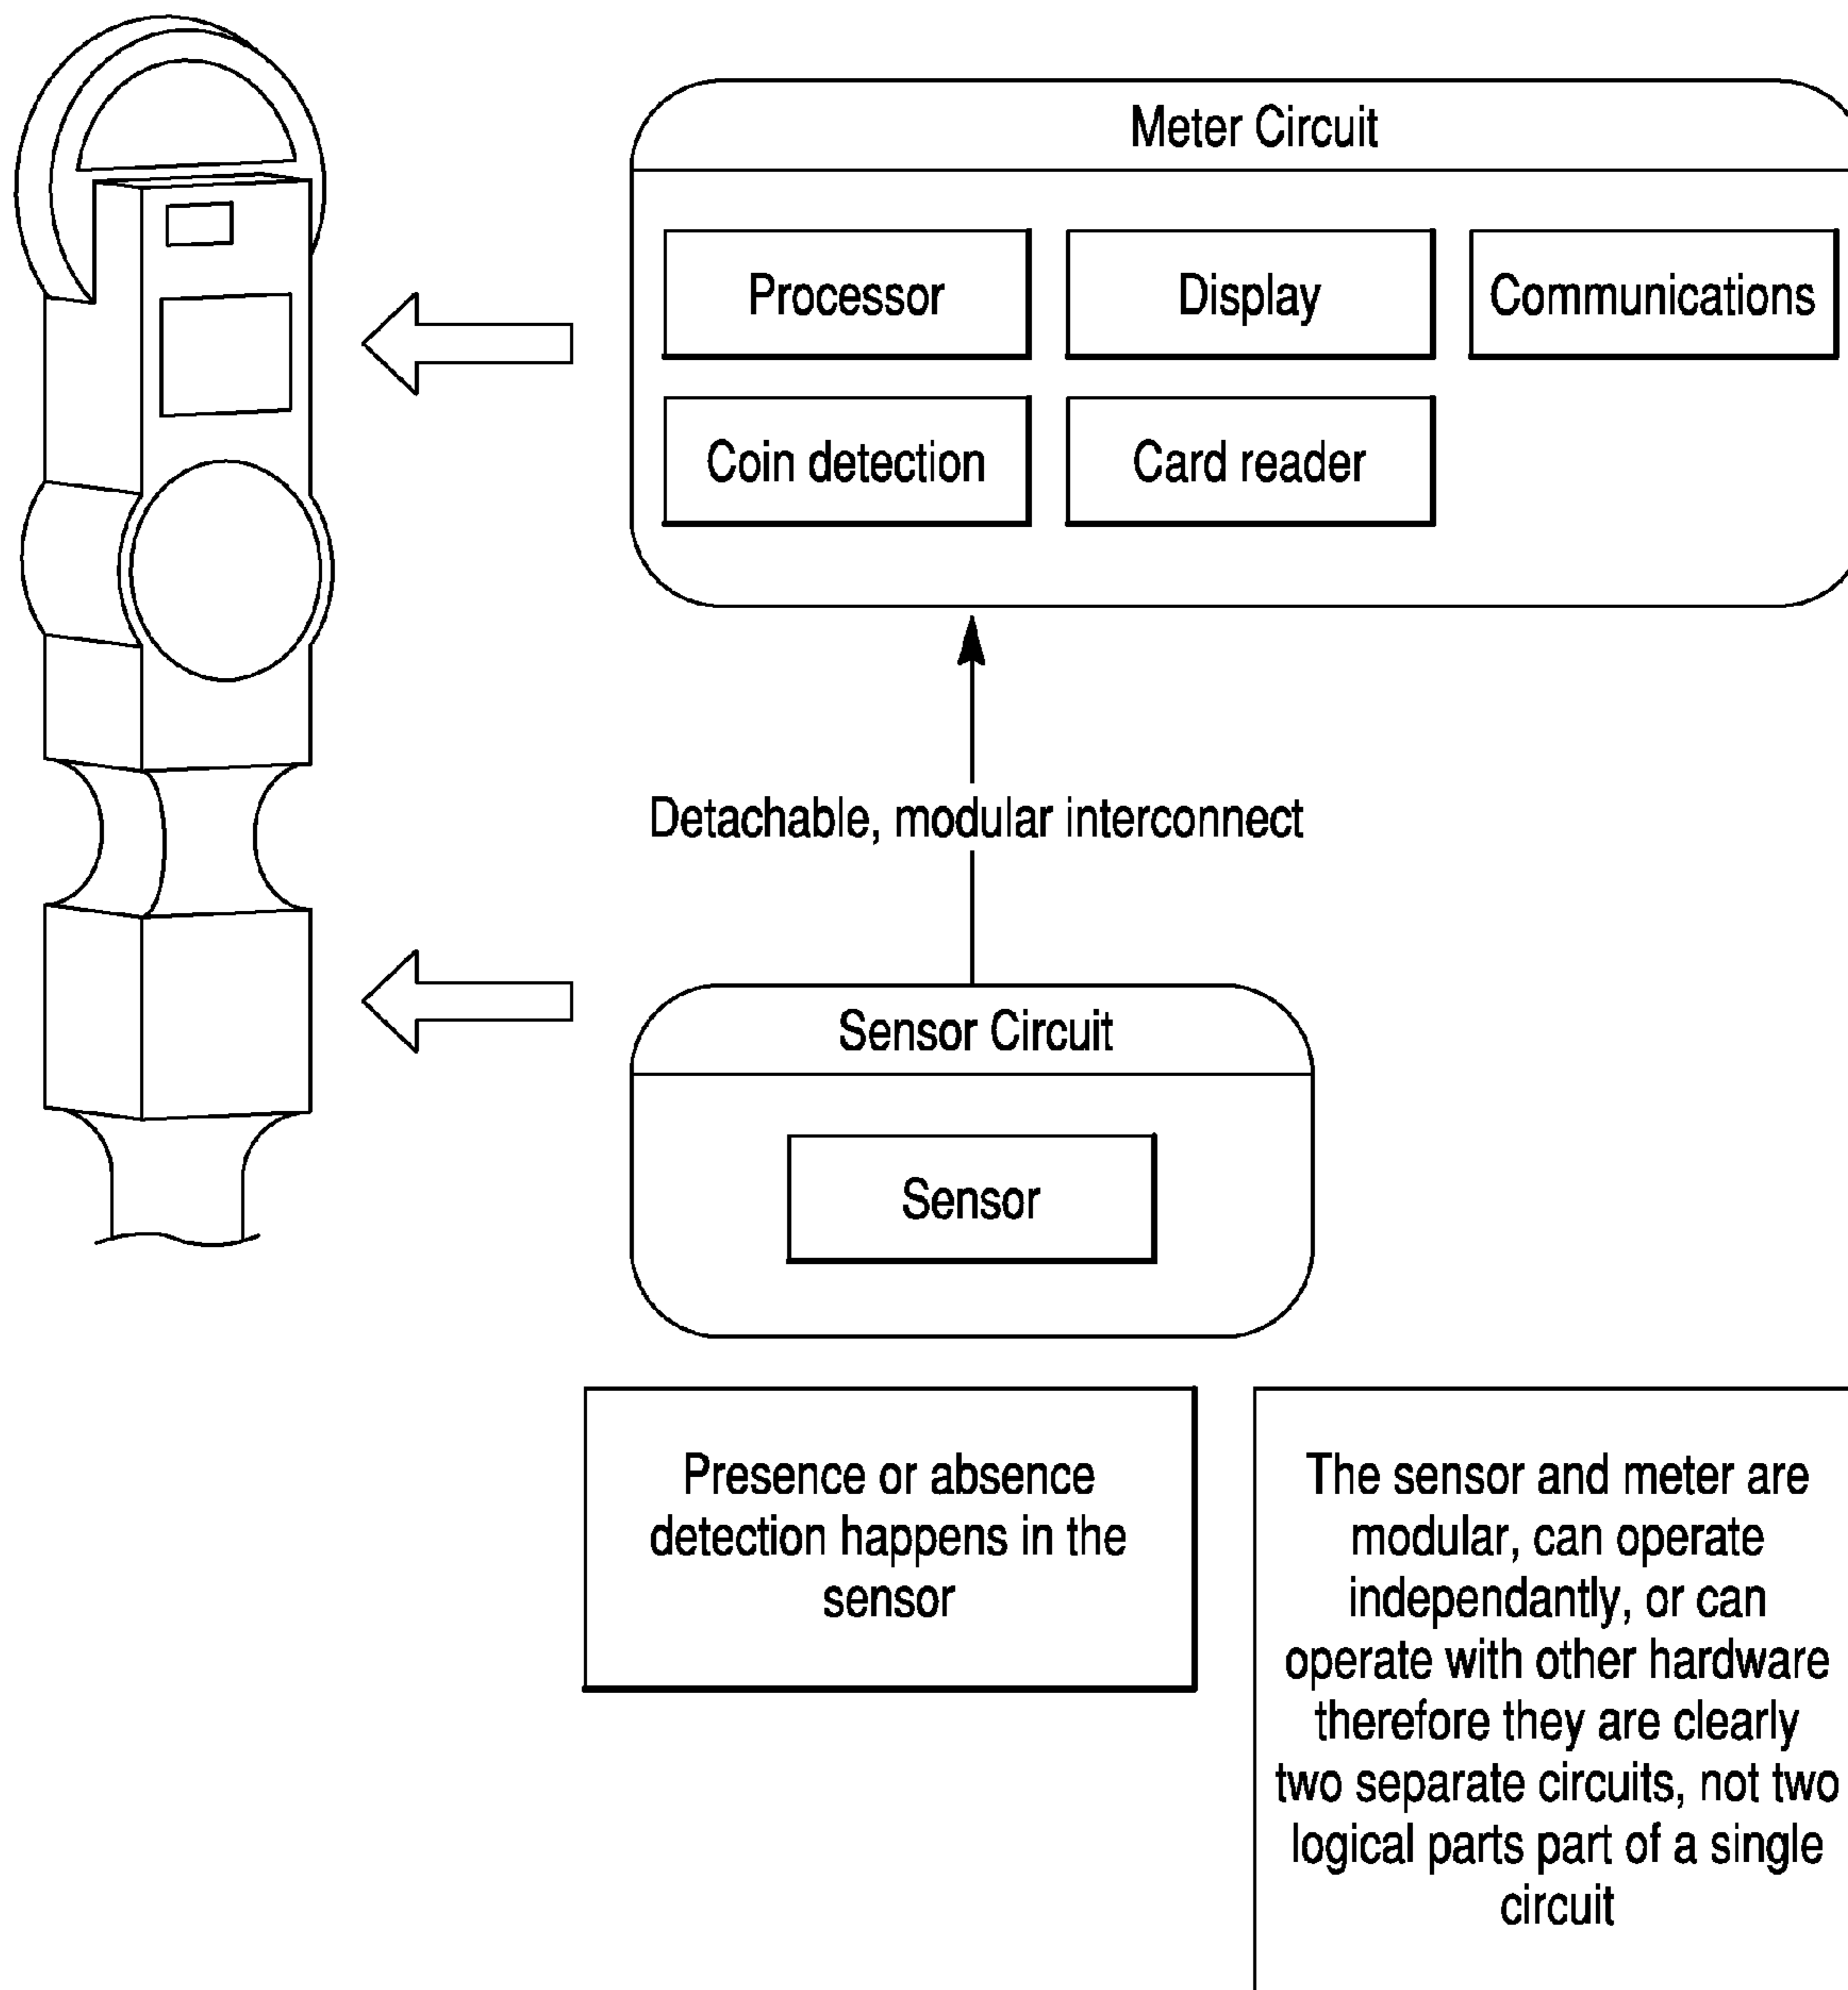 Meter Circuit
Processor
Display
Communications
Coin detection
Card reader
Detachable, modular interconnect
Sensor Circuit
Sensor
Presence or absence
detection happens in the
sensor
The sensor and meter are
modular, can operate
independantly, or can
operate with other hardware
therefore they are clearly
two separate circuits, not two
logical parts part of a single
circuit